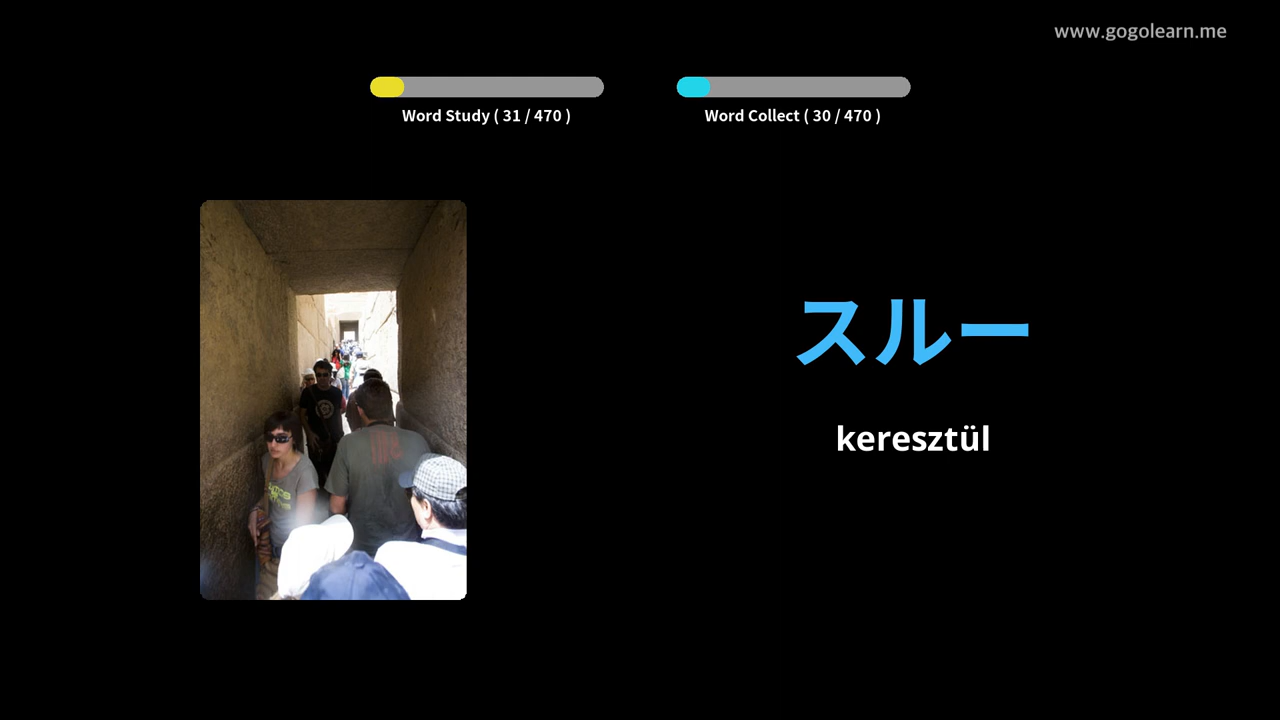 www.gogolearn.me
Word Study ( 31 / 470 )
Word Collect ( 30 / 470 )
スルー
keresztül